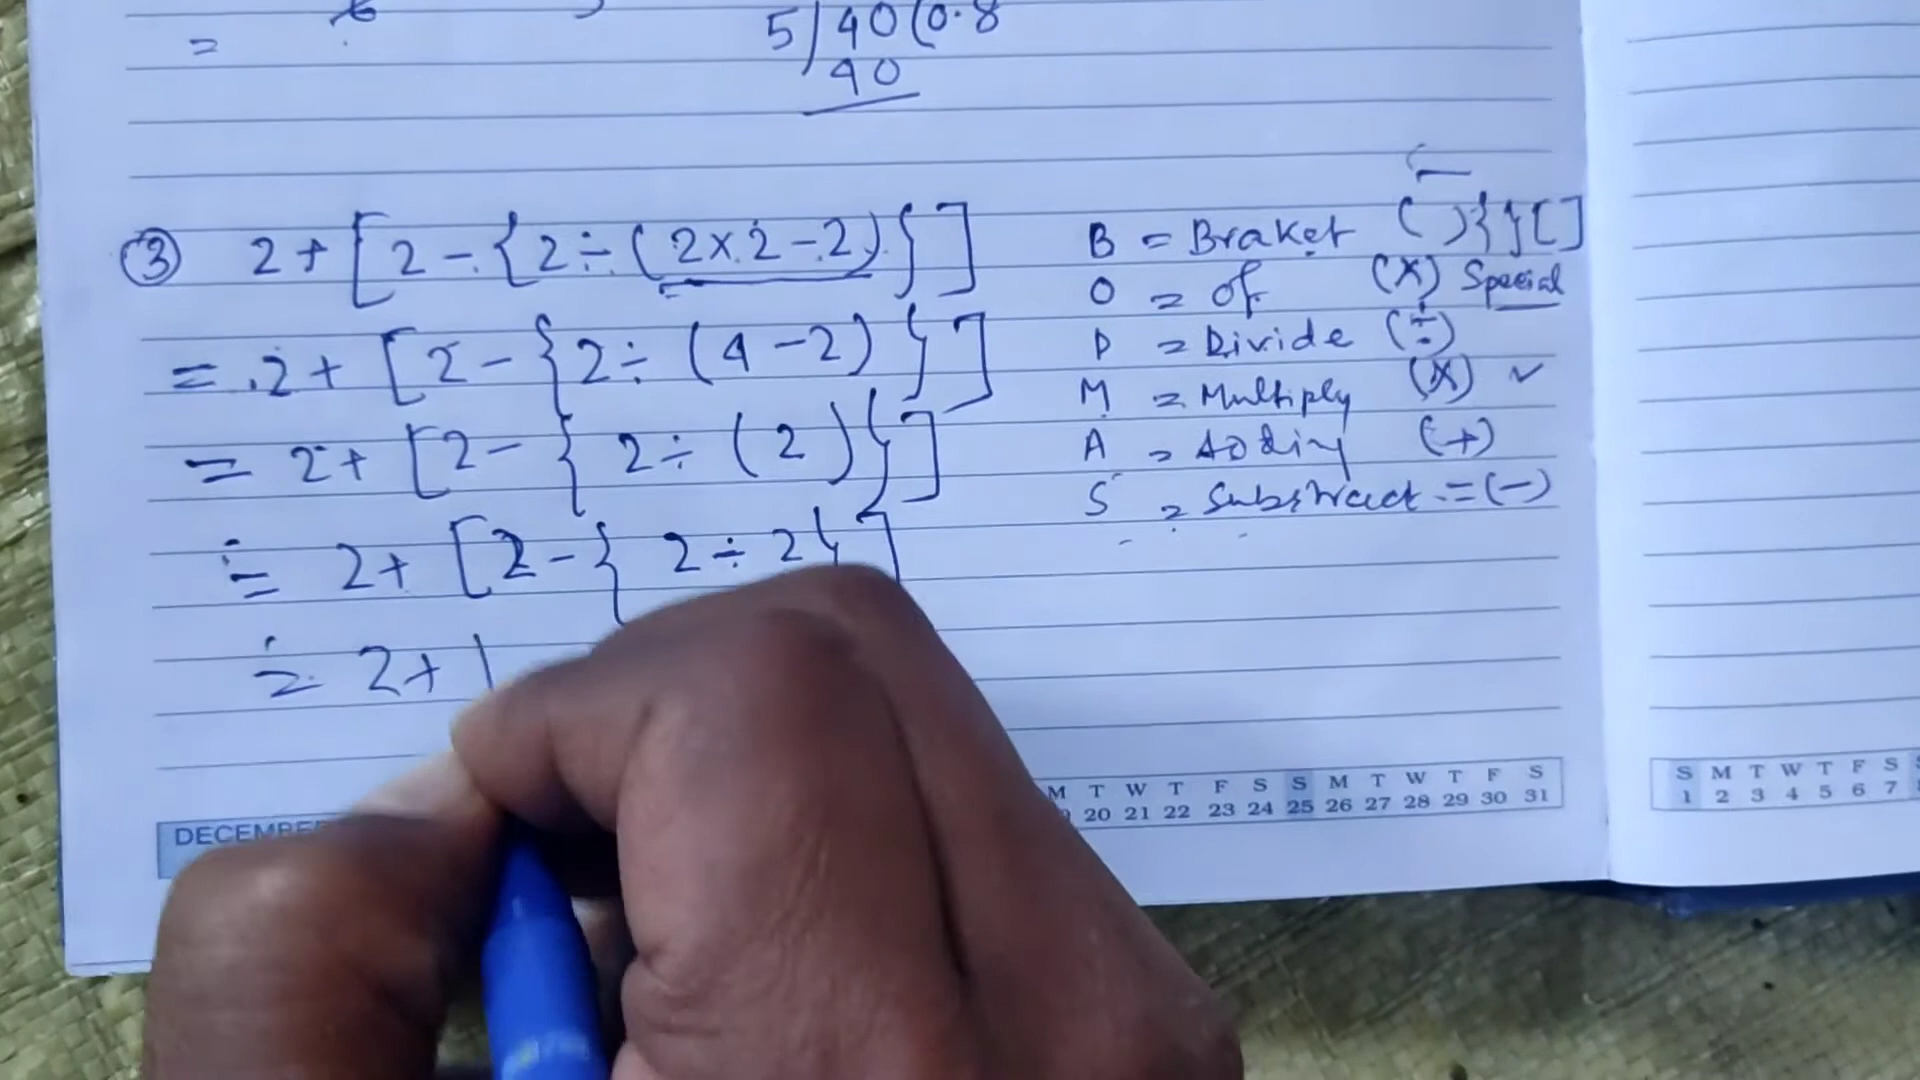 =
5)40(0.8
40
③ 2+[2-{2÷(2×2-2)}]
= 2+[2-{2÷(4-2)}]
= 2+[2-{2÷(2)}]
= 2+[2-{2÷2}]
= 2+
B = Braket ( ){ }[ ]
O = of (×) Special
D = Divide (÷)
M = Multiply (×) ✓
A = Adding (+)
S = Substract = (-)
DECEMBER
M T W T F S S M T W T F S
20 21 22 23 24 25 26 27 28 29 30 31
S M T W T F S
1 2 3 4 5 6 7